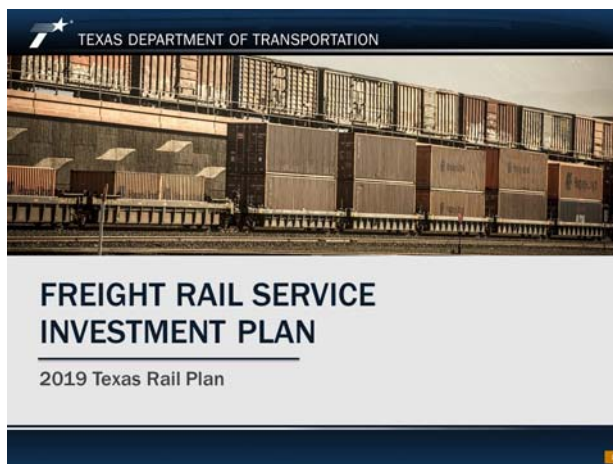 TEXAS DEPARTMENT OF TRANSPORTATION
FREIGHT RAIL SERVICE
INVESTMENT PLAN
2019 Texas Rail Plan